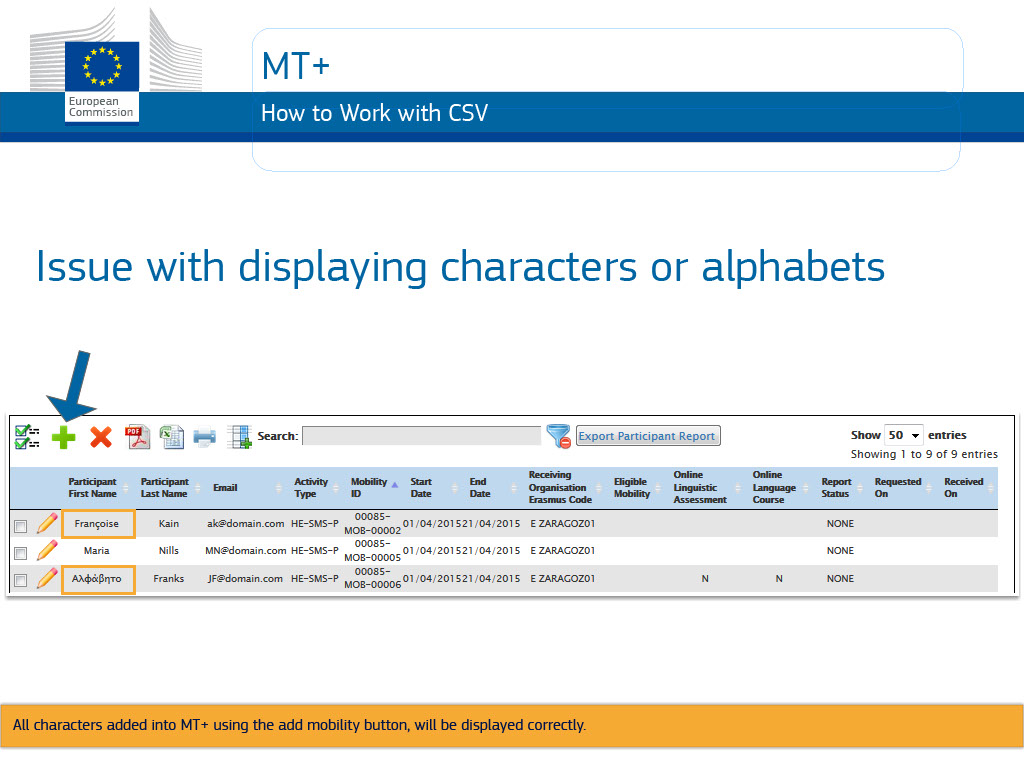 European
Commission
MT+
How to Work with CSV
Issue with displaying characters or alphabets
PDF
Search:
Export Participant Report
Show 50 entries
Showing 1 to 9 of 9 entries
Participant First Name Participant Last Name Email Activity Type Mobility ID Start Date End Date Receiving Organisation Erasmus Code Eligible Mobility Online Linguistic Assessment Online Language Course Report Status Requested On Received On
Françoise Kain ak@domain.com HE-SMS-P 00085-MOB-00002 01/04/2015 21/04/2015 E ZARAGOZ01 NONE
Maria Nills MN@domain.com HE-SMS-P 00085-MOB-00005 01/04/2015 21/04/2015 E ZARAGOZ01 NONE
Αλφάβητο Franks JF@domain.com HE-SMS-P 00085-MOB-00006 01/04/2015 21/04/2015 E ZARAGOZ01 N N NONE
All characters added into MT+ using the add mobility button, will be displayed correctly.